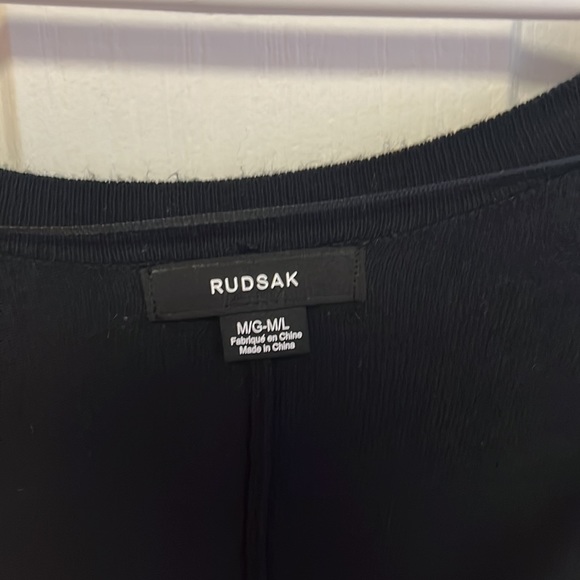 RUDSAK
M/G-M/L
Fabriqué en Chine
Made in China